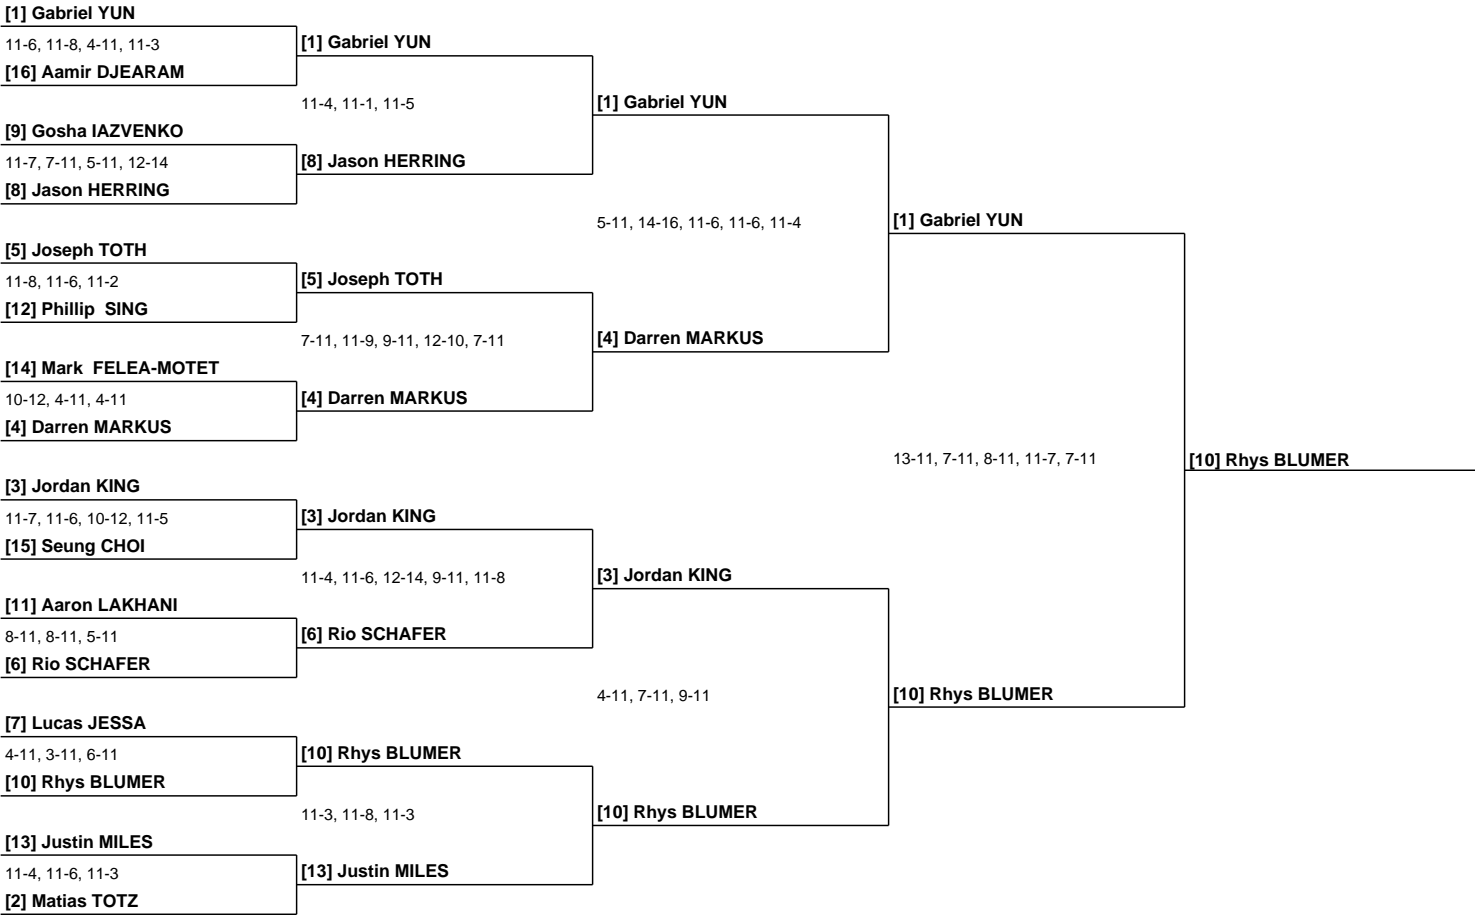 [1] Gabriel YUN
11-6, 11-8, 4-11, 11-3
[16] Aamir DJEARAM
[9] Gosha IAZVENKO
11-7, 7-11, 5-11, 12-14
[8] Jason HERRING
[5] Joseph TOTH
11-8, 11-6, 11-2
[12] Phillip  SING
[14] Mark  FELEA-MOTET
10-12, 4-11, 4-11
[4] Darren MARKUS
[3] Jordan KING
11-7, 11-6, 10-12, 11-5
[15] Seung CHOI
[11] Aaron LAKHANI
8-11, 8-11, 5-11
[6] Rio SCHAFER
[7] Lucas JESSA
4-11, 3-11, 6-11
[10] Rhys BLUMER
[13] Justin MILES
11-4, 11-6, 11-3
[2] Matias TOTZ
[1] Gabriel YUN
11-4, 11-1, 11-5
[8] Jason HERRING
[5] Joseph TOTH
7-11, 11-9, 9-11, 12-10, 7-11
[4] Darren MARKUS
[3] Jordan KING
11-4, 11-6, 12-14, 9-11, 11-8
[6] Rio SCHAFER
[10] Rhys BLUMER
11-3, 11-8, 11-3
[13] Justin MILES
[1] Gabriel YUN
5-11, 14-16, 11-6, 11-6, 11-4
[4] Darren MARKUS
[3] Jordan KING
4-11, 7-11, 9-11
[10] Rhys BLUMER
[1] Gabriel YUN
13-11, 7-11, 8-11, 11-7, 7-11
[10] Rhys BLUMER
[10] Rhys BLUMER